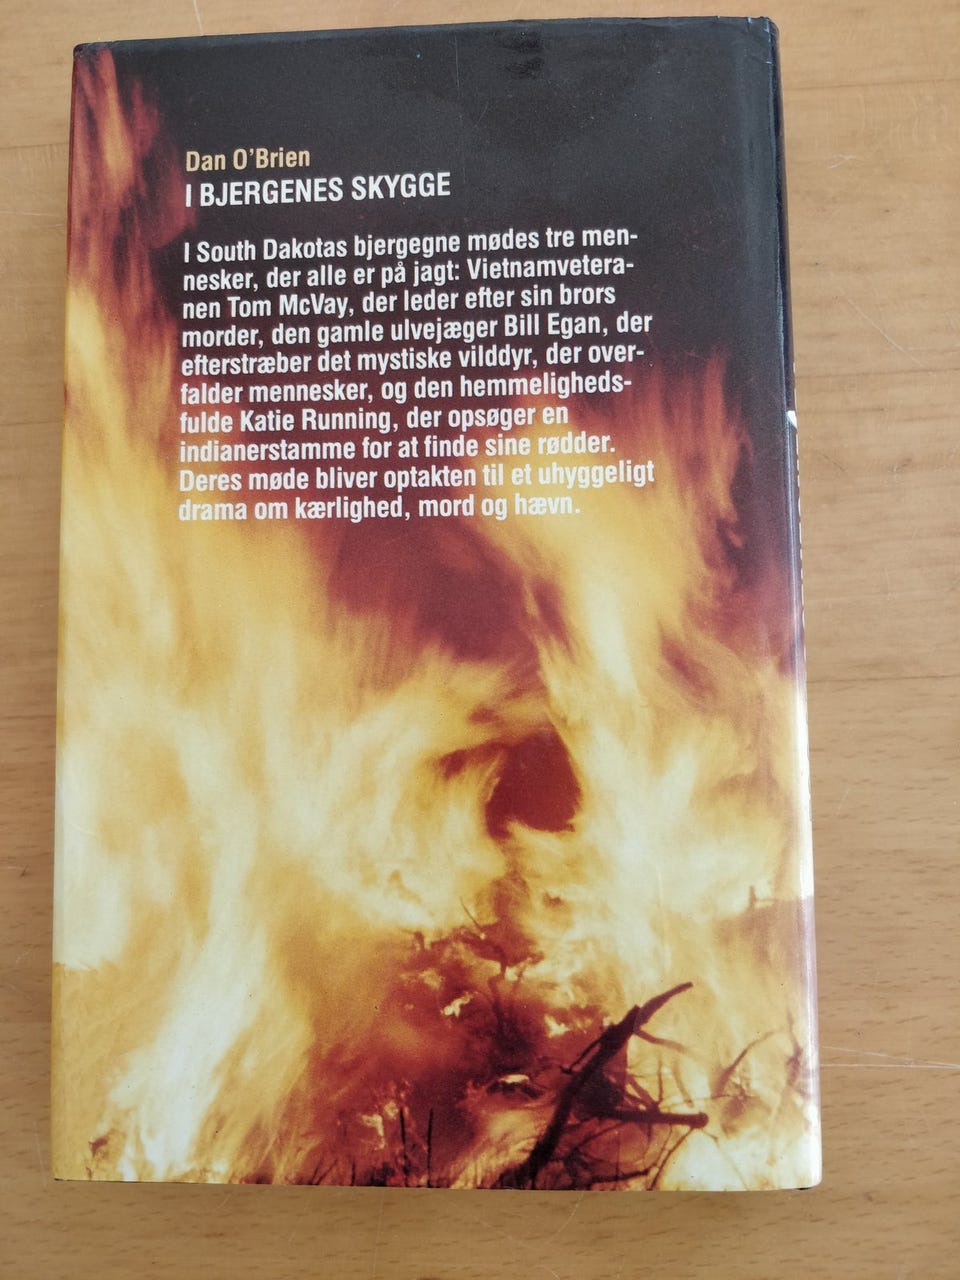 Dan O'Brien
I BJERGENES SKYGGE
I South Dakotas bjergegne mødes tre men-
nesker, der alle er på jagt: Vietnamvetera-
nen Tom McVay, der leder efter sin brors
morder, den gamle ulvejæger Bill Egan, der
efterstræber det mystiske vilddyr, der over-
falder mennesker, og den hemmeligheds-
fulde Katie Running, der opsøger en
indianerstamme for at finde sine rødder.
Deres møde bliver optakten til et uhyggeligt
drama om kærlighed, mord og hævn.